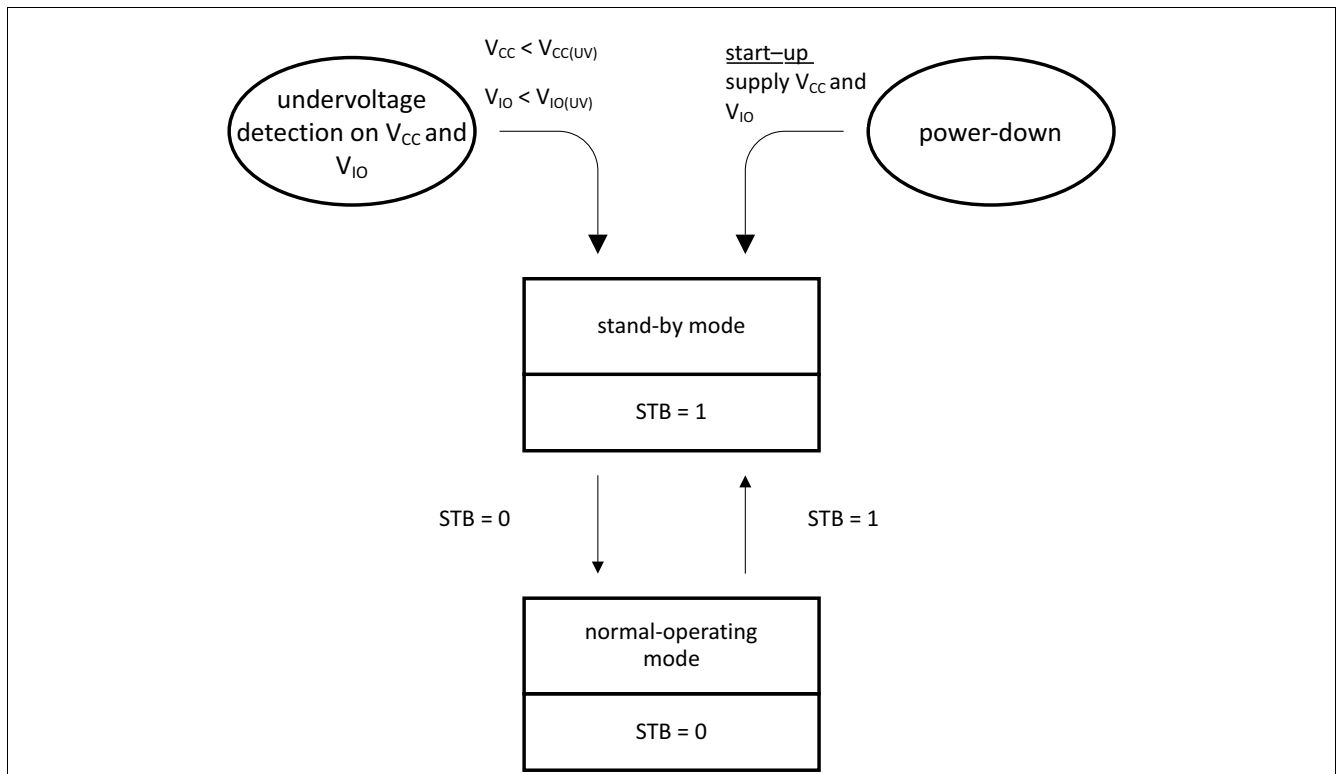 V_CC < V_CC(UV)
V_IO < V_IO(UV)
start–up
supply V_CC and
V_IO
undervoltage
detection on V_CC and
V_IO
power-down
stand-by mode
STB = 1
STB = 0
STB = 1
normal-operating
mode
STB = 0